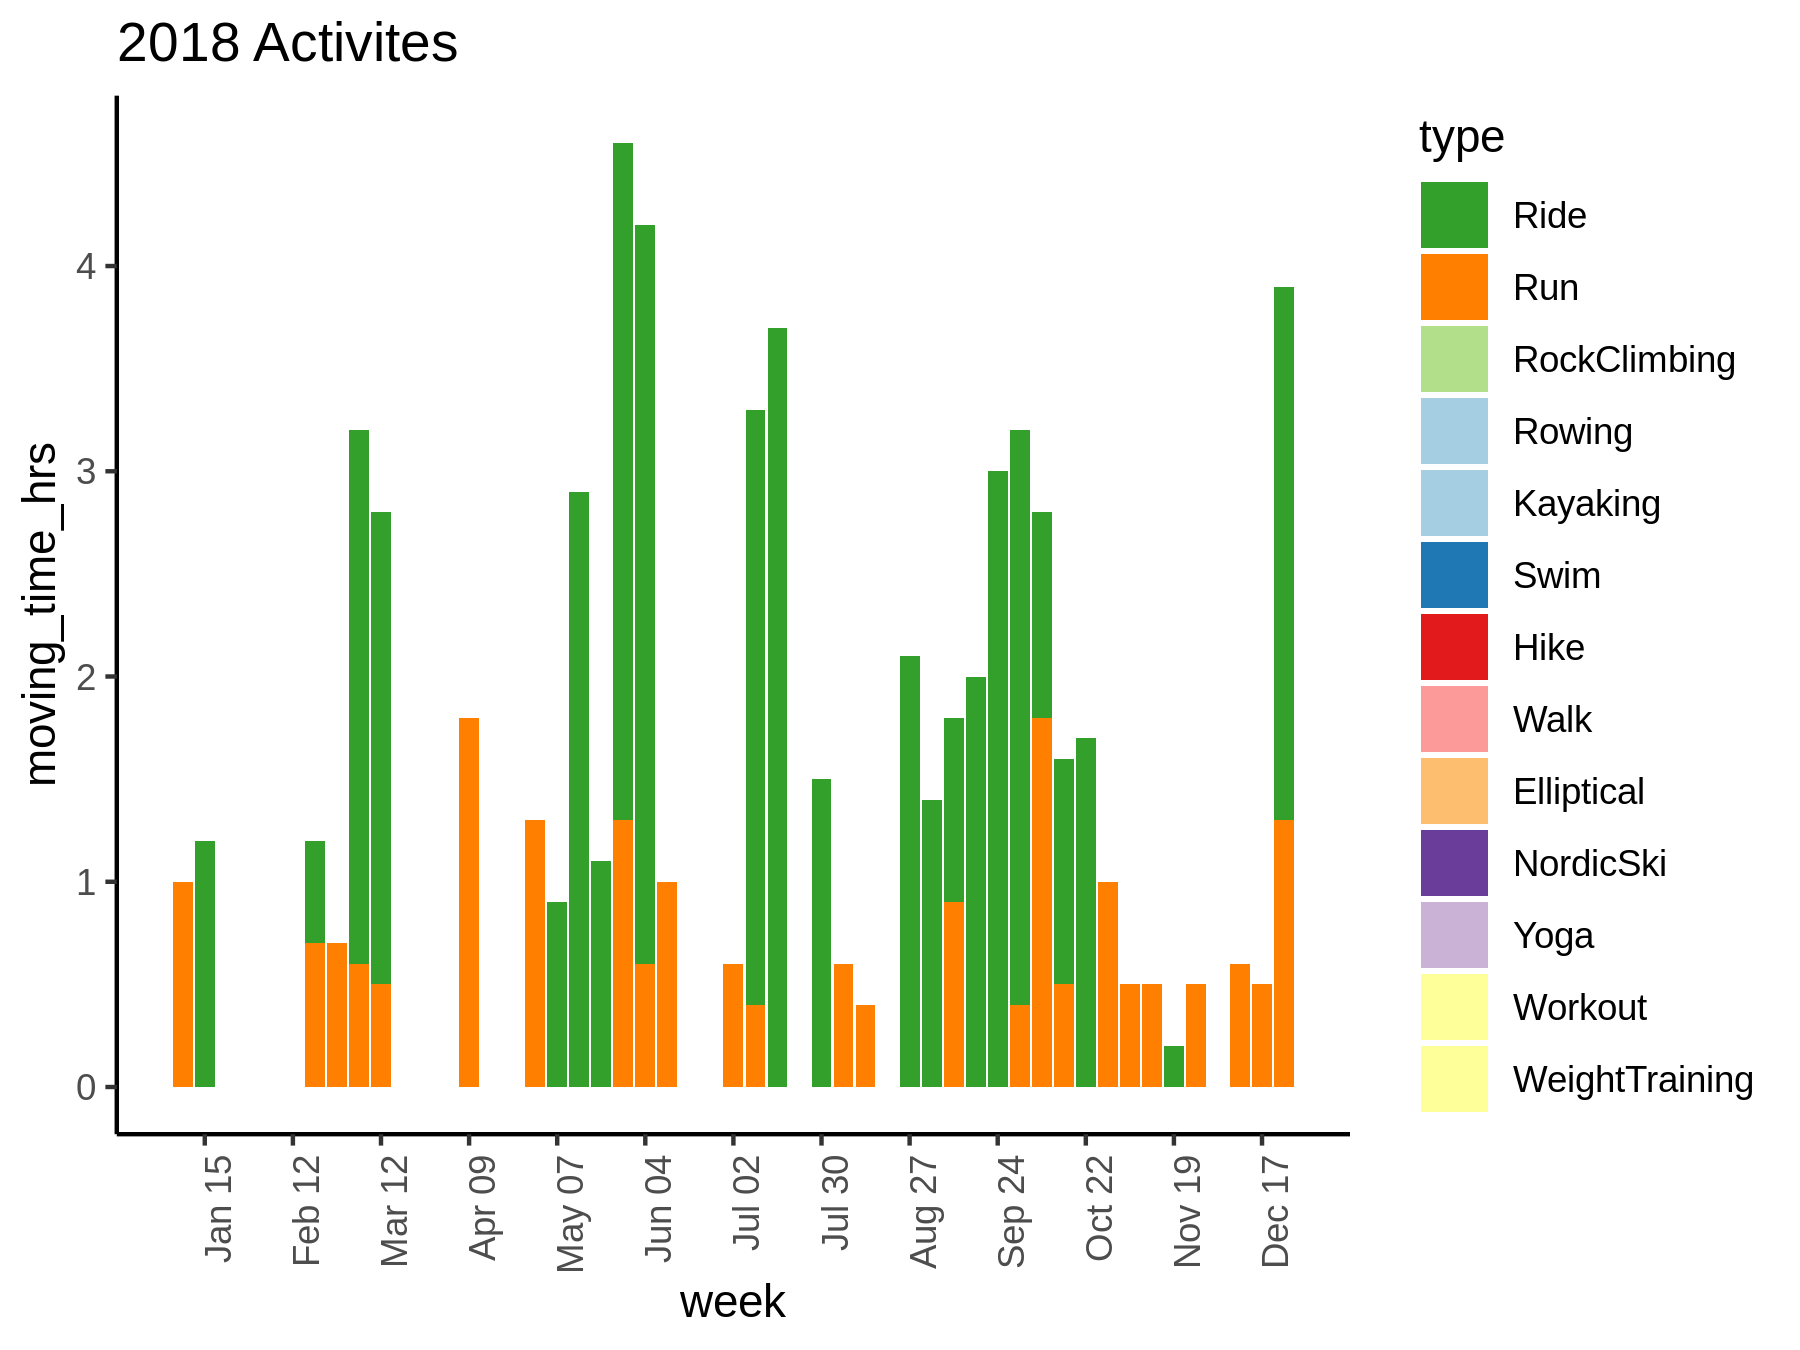 2018 Activites
moving_time_hrs
4
3
2
1
0
Jan 15
Feb 12
Mar 12
Apr 09
May 07
Jun 04
Jul 02
Jul 30
Aug 27
Sep 24
Oct 22
Nov 19
Dec 17
week
type
Ride
Run
RockClimbing
Rowing
Kayaking
Swim
Hike
Walk
Elliptical
NordicSki
Yoga
Workout
WeightTraining